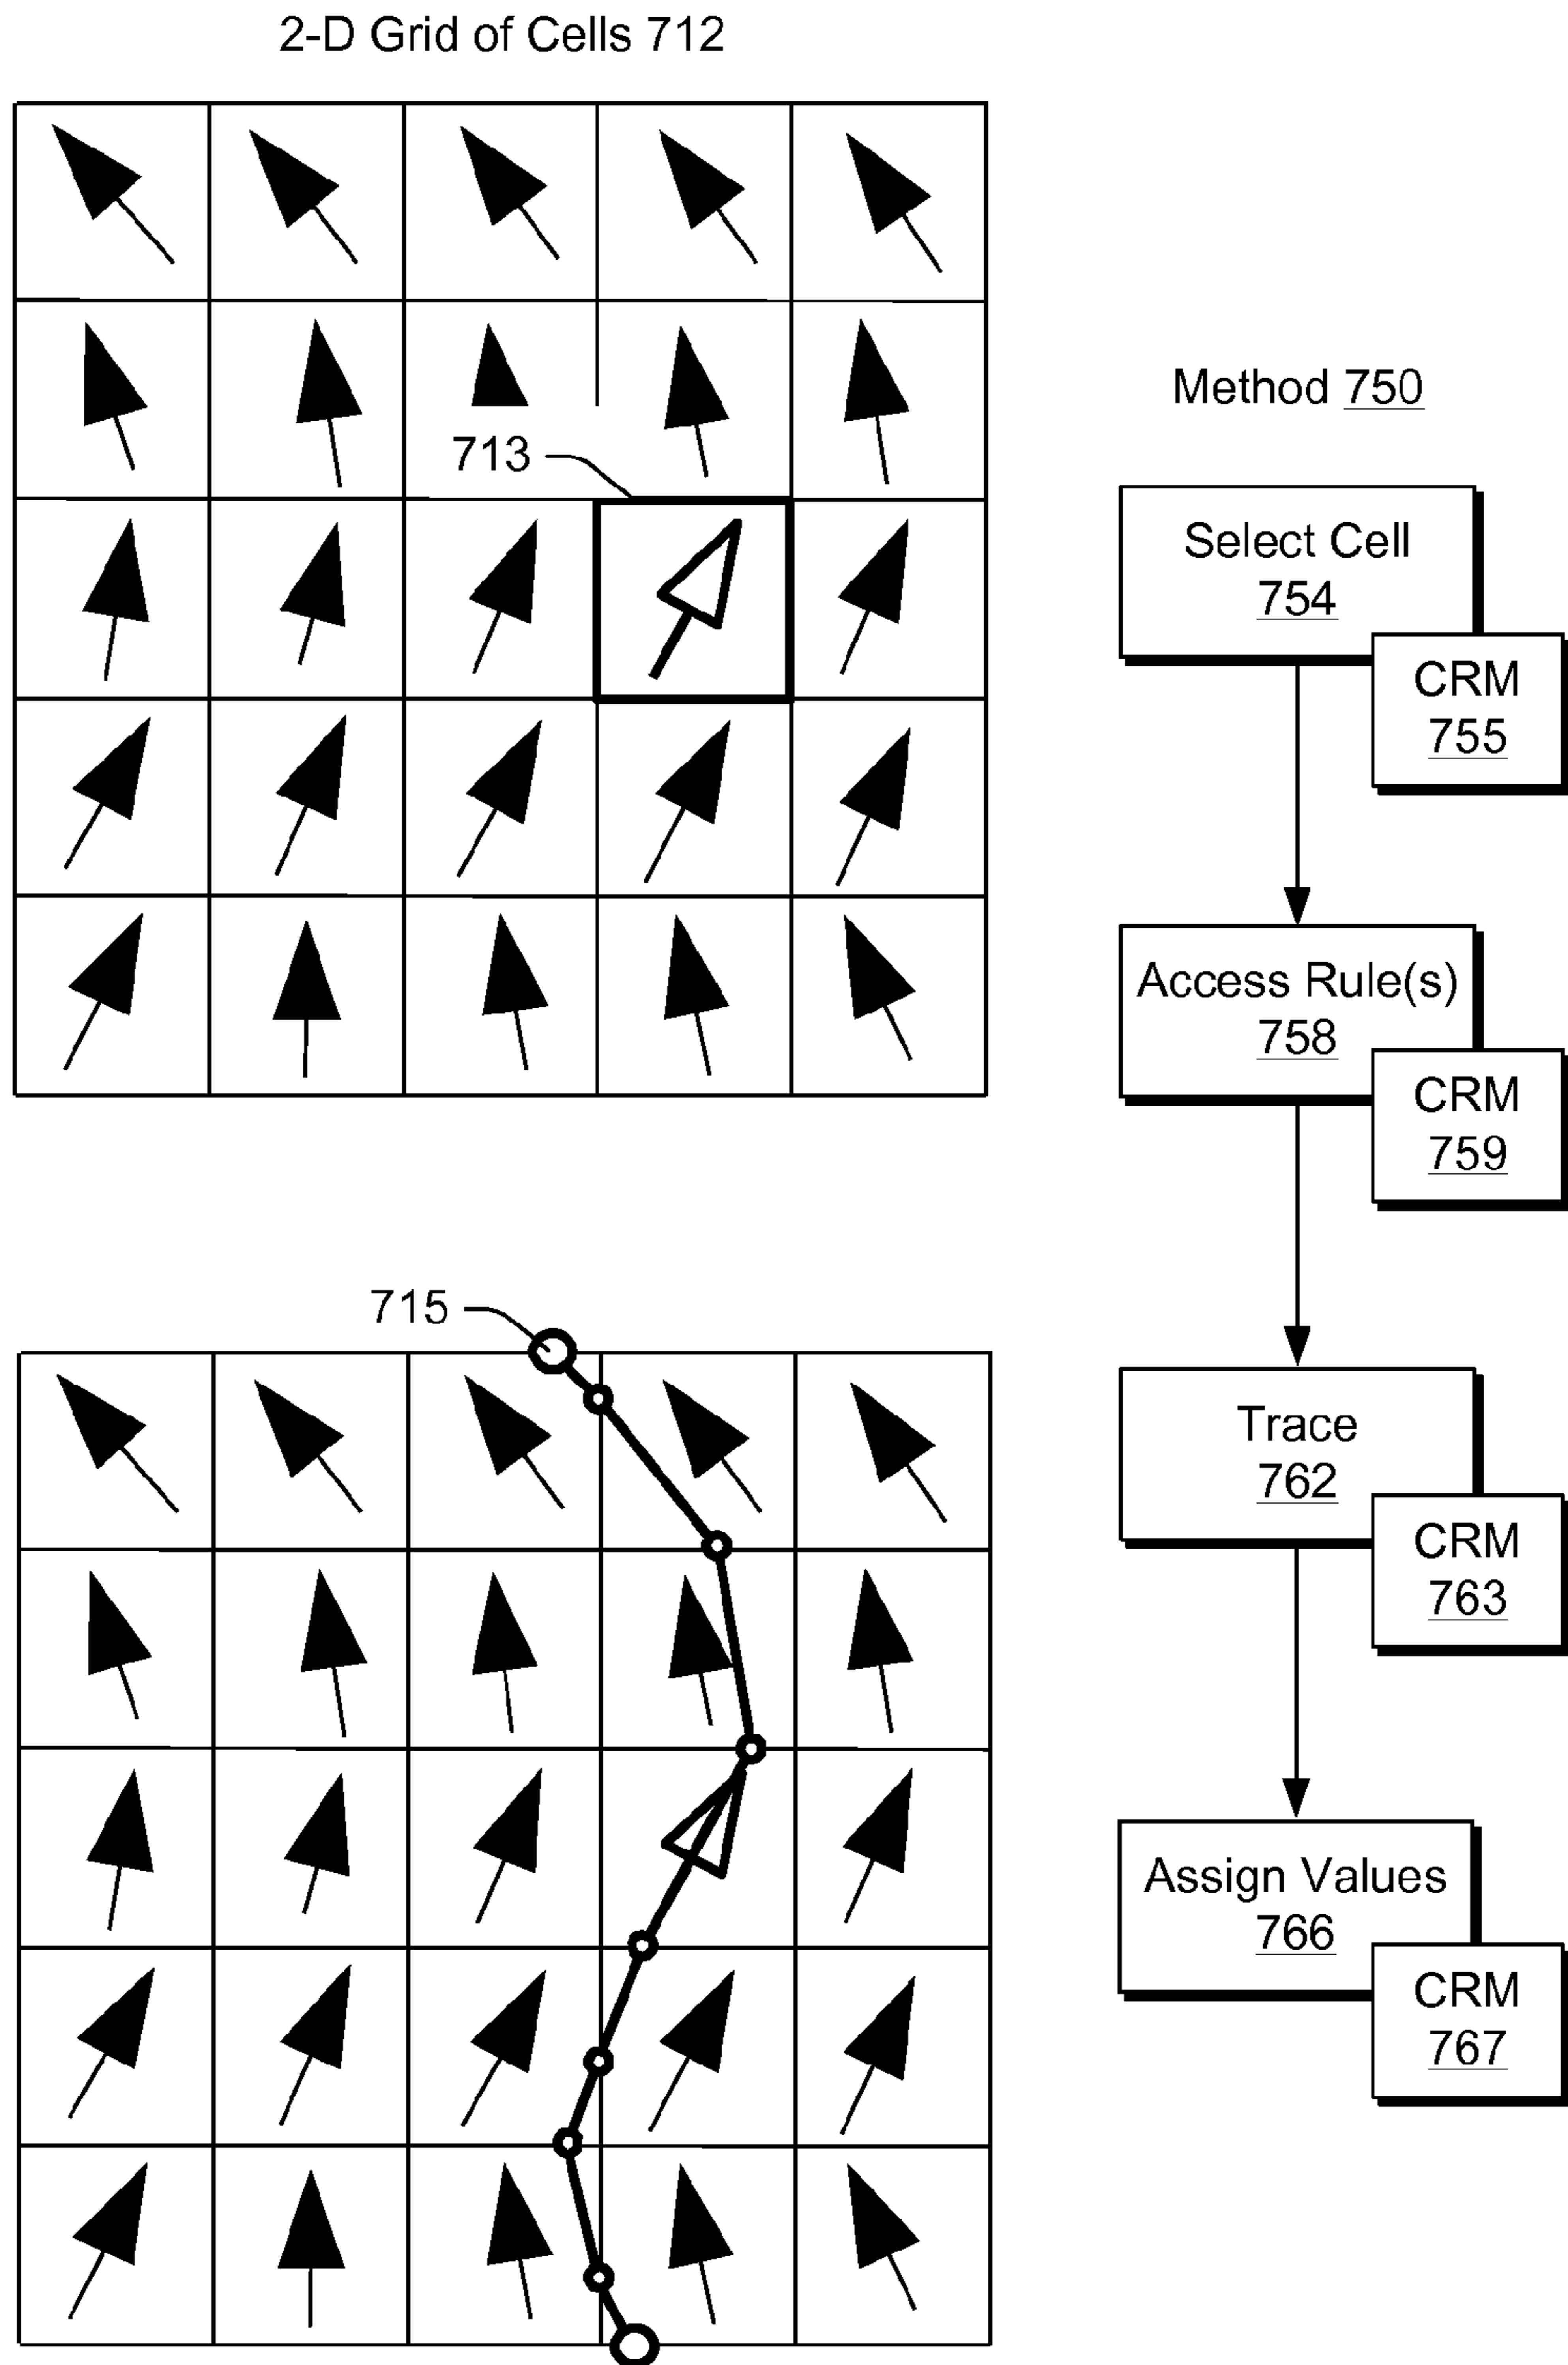 2-D Grid of Cells 712
713
715
Method 750
Select Cell
754
CRM
755
Access Rule(s)
758
CRM
759
Trace
762
CRM
763
Assign Values
766
CRM
767